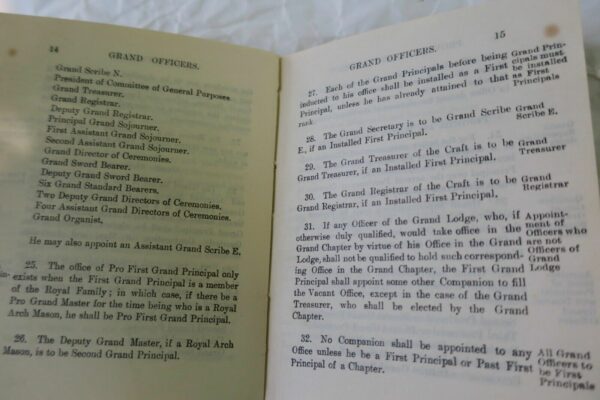 14
GRAND OFFICERS.
Grand Scribe N.
President of Committee of General Purposes.
Grand Treasurer.
Grand Registrar.
Deputy Grand Registrar.
Principal Grand Sojourner.
First Assistant Grand Sojourner.
Second Assistant Grand Sojourner.
Grand Director of Ceremonies.
Grand Sword Bearer.
Deputy Grand Sword Bearer.
Six Grand Standard Bearers.
Two Deputy Grand Directors of Ceremonies.
Four Assistant Grand Directors of Ceremonies.
Grand Organist.
He may also appoint an Assistant Grand Scribe E.
25. The office of Pro First Grand Principal only
exists when the First Grand Principal is a member
of the Royal Family; in which case, if there be a
Pro Grand Master for the time being who is a Royal
Arch Mason, he shall be Pro First Grand Principal.
26. The Deputy Grand Master, if a Royal Arch
Mason, is to be Second Grand Principal.
15
GRAND OFFICERS.
27. Each of the Grand Principals before being
inducted to his office shall be installed as a First
Principal, unless he has already attained to that
rank.
Grand Prin-
cipals must
be installed
as First
Principals
28. The Grand Secretary is to be Grand Scribe
E., if an Installed First Principal.
Grand
Scribe E.
29. The Grand Treasurer of the Craft is to be
Grand Treasurer, if an Installed First Principal.
Grand
Treasurer
30. The Grand Registrar of the Craft is to be
Grand Registrar, if an Installed First Principal.
Grand
Registrar
31. If any Officer of the Grand Lodge, who, if
otherwise duly qualified, would take office in the
Grand Chapter by virtue of his Office in the Grand
Lodge, shall not be qualified to hold such correspond-
ing Office in the Grand Chapter, the First Grand
Principal shall appoint some other Companion to fill
the Vacant Office, except in the case of the Grand
Treasurer, who shall be elected by the Grand
Chapter.
Appoint-
ment of
Officers who
are not
Officers of
Grand
Lodge
32. No Companion shall be appointed to any
Office unless he be a First Principal or Past First
Principal of a Chapter.
All Grand
Officers to
be First
Principals